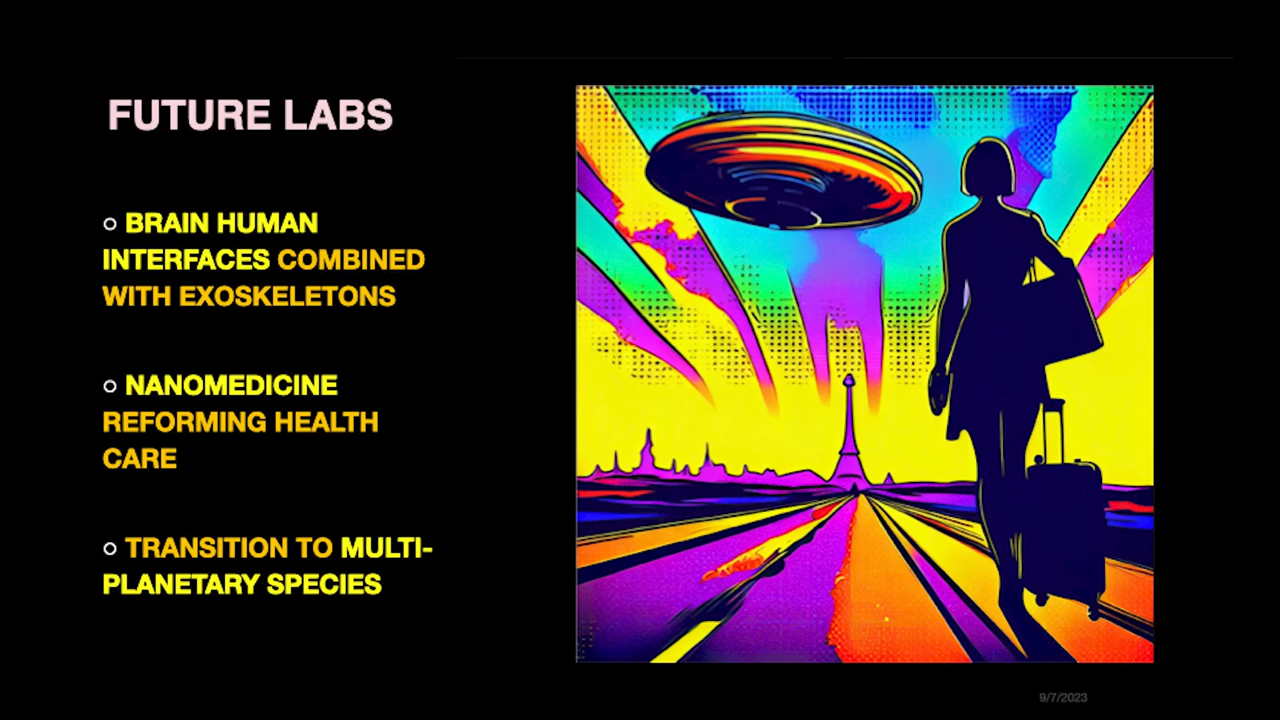 FUTURE LABS
○ BRAIN HUMAN
INTERFACES COMBINED
WITH EXOSKELETONS
○ NANOMEDICINE
REFORMING HEALTH
CARE
○ TRANSITION TO MULTI-
PLANETARY SPECIES
9/7/2023